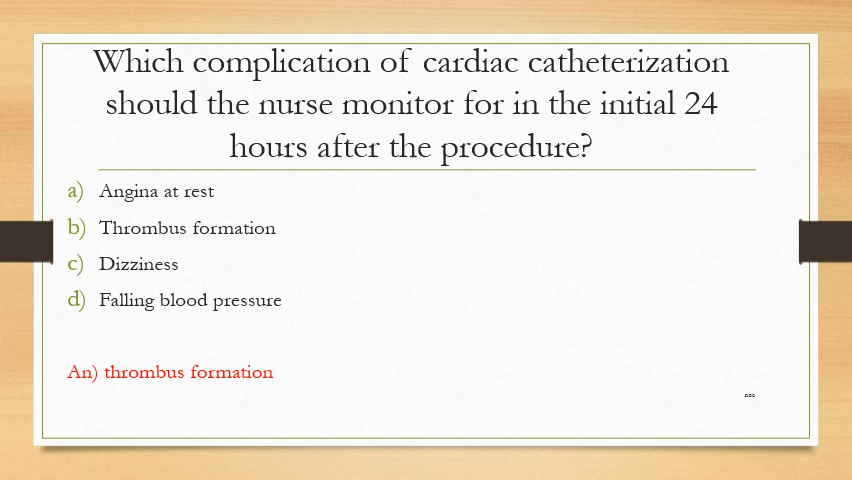 Which complication of cardiac catheterization
should the nurse monitor for in the initial 24
hours after the procedure?
a) Angina at rest
b) Thrombus formation
c) Dizziness
d) Falling blood pressure
An) thrombus formation